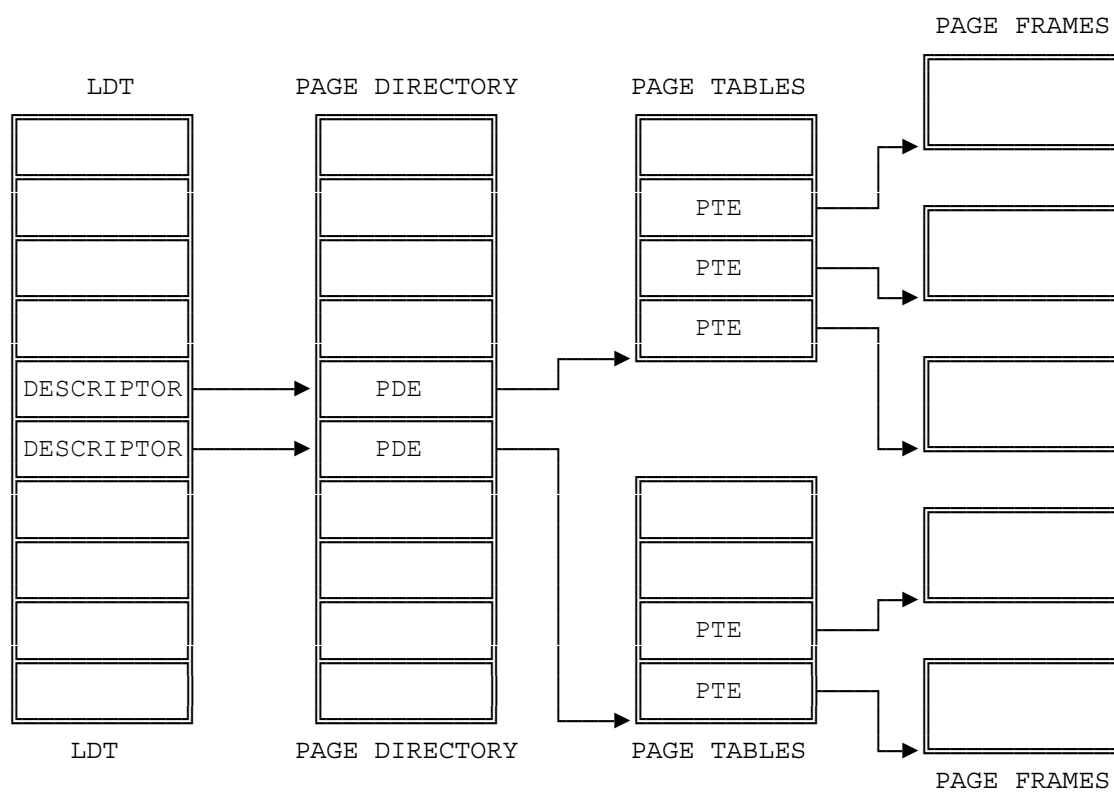 PAGE FRAMES
LDT PAGE DIRECTORY PAGE TABLES
PTE
PTE
PTE
DESCRIPTOR PDE
DESCRIPTOR PDE
PTE
PTE
LDT PAGE DIRECTORY PAGE TABLES
PAGE FRAMES